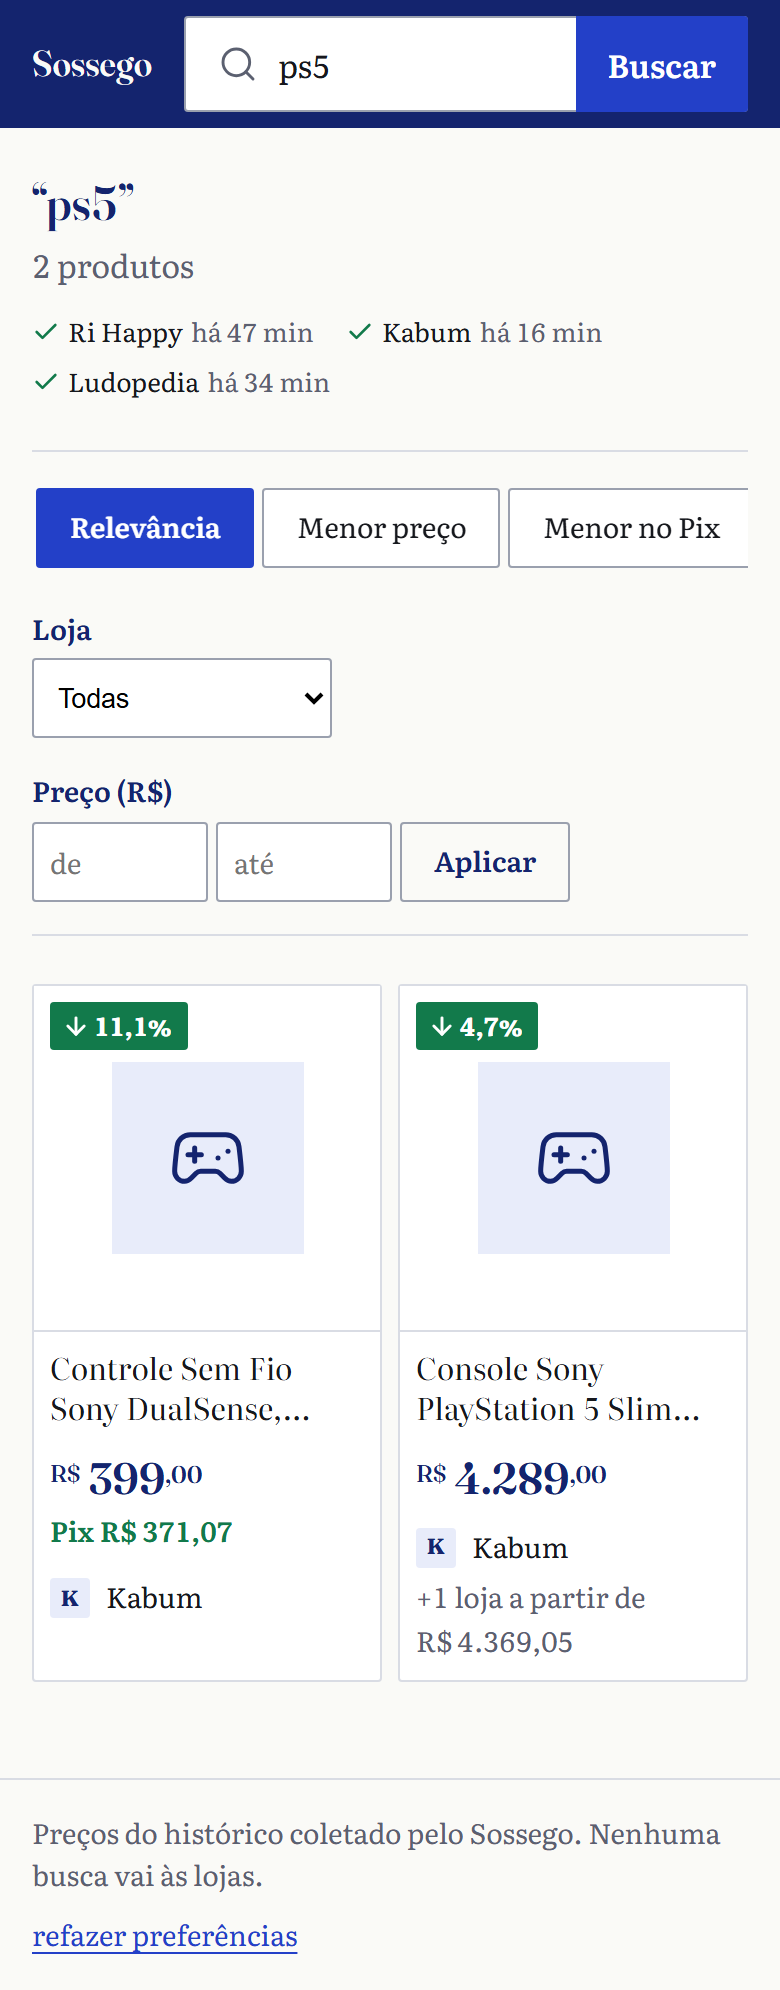 Sossego
ps5
Buscar
“ps5”
2 produtos
Ri Happy há 47 min
Kabum há 16 min
Ludopedia há 34 min
Relevância
Menor preço
Menor no Pix
Loja
Todas
Preço (R$)
de
até
Aplicar
11,1%
Controle Sem Fio
Sony DualSense,...
R$ 399,00
Pix R$ 371,07
K Kabum
4,7%
Console Sony
PlayStation 5 Slim...
R$ 4.289,00
K Kabum
+1 loja a partir de
R$ 4.369,05
Preços do histórico coletado pelo Sossego. Nenhuma
busca vai às lojas.
refazer preferências